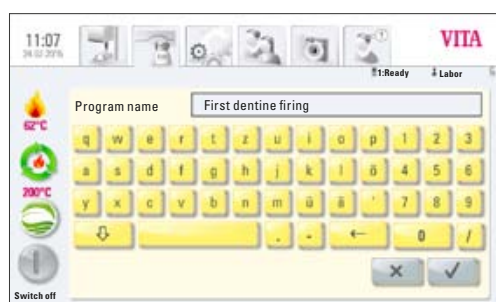 11:07
VITA
1:Ready Labor
62°C
Program name First dentine firing
q w e r t z u i o p 1 2 3
a s d f g h j k l ö 4 5 6
200°C
y x c v b n m ü ä ' 7 8 9
. - ← 0 /
Switch off